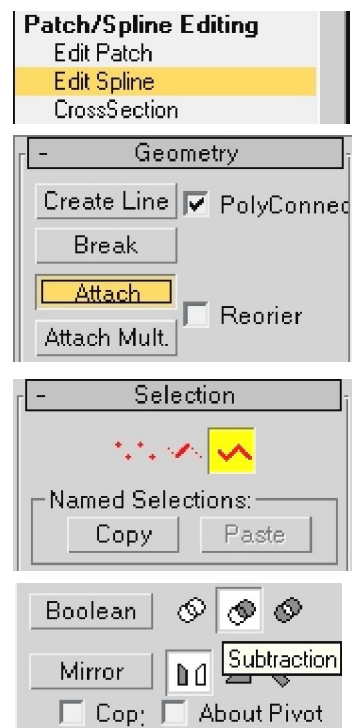 Patch/Spline Editing
Edit Patch
Edit Spline
CrossSection
- Geometry
Create Line PolyConnec
Break
Attach
Reorier
Attach Mult.
- Selection
Named Selections:
Copy Paste
Boolean
Subtraction
Mirror
Cop: About Pivot